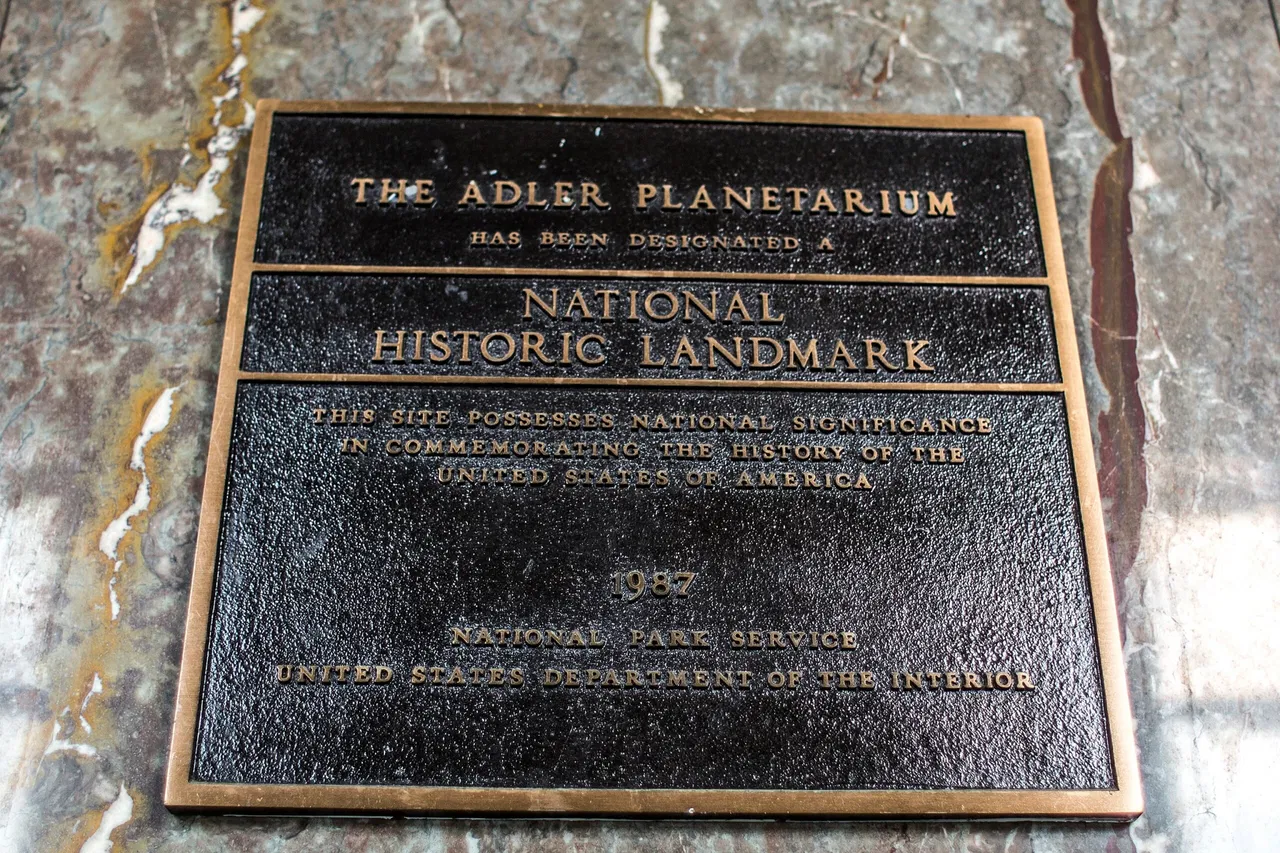 THE ADLER PLANETARIUM
HAS BEEN DESIGNATED A
NATIONAL
HISTORIC LANDMARK
THIS SITE POSSESSES NATIONAL SIGNIFICANCE
IN COMMEMORATING THE HISTORY OF THE
UNITED STATES OF AMERICA
1987
NATIONAL PARK SERVICE
UNITED STATES DEPARTMENT OF THE INTERIOR